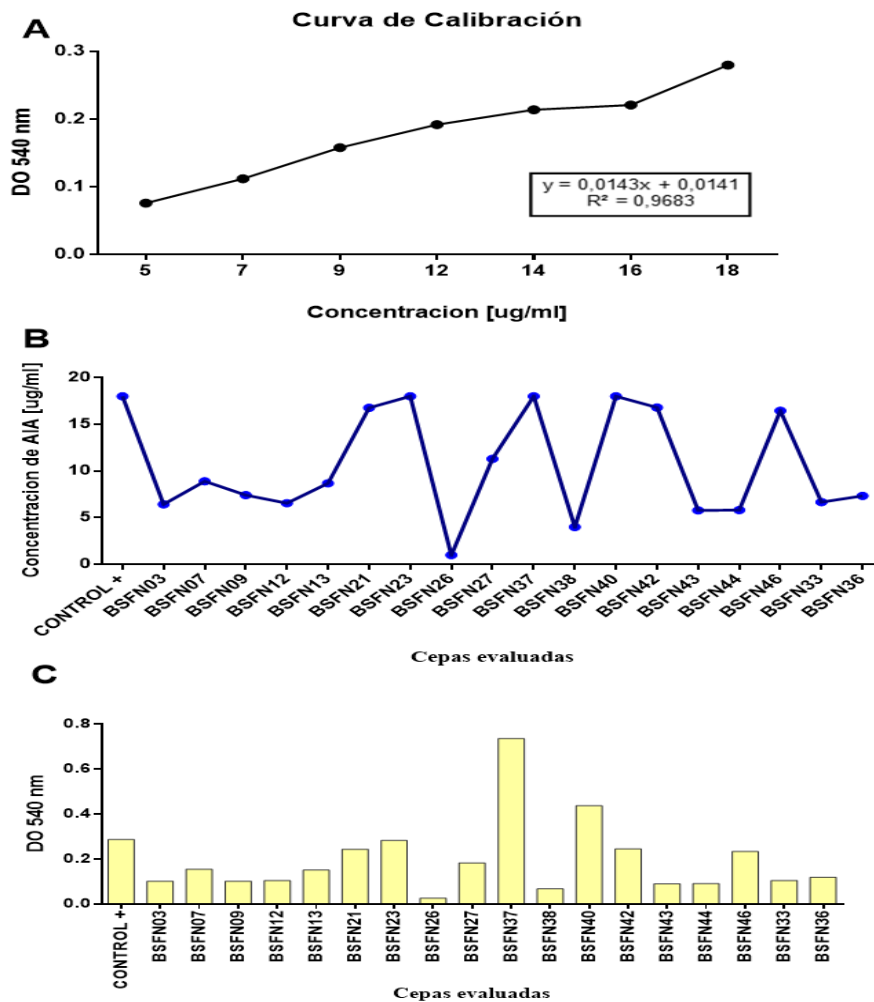 A
Curva de Calibración
DO 540 nm
0.3
0.2
0.1
0.0
y = 0,0143x + 0,0141
R² = 0,9683
5 7 9 12 14 16 18
Concentracion [ug/ml]
B
Concentracion de AIA [ug/ml]
20
15
10
5
0
CONTROL + BSFN03 BSFN07 BSFN09 BSFN12 BSFN13 BSFN21 BSFN23 BSFN26 BSFN27 BSFN37 BSFN38 BSFN40 BSFN42 BSFN43 BSFN44 BSFN46 BSFN33 BSFN36
Cepas evaluadas
C
DO 540 nm
0.8
0.6
0.4
0.2
0.0
CONTROL + BSFN03 BSFN07 BSFN09 BSFN12 BSFN13 BSFN21 BSFN23 BSFN26 BSFN27 BSFN37 BSFN38 BSFN40 BSFN42 BSFN43 BSFN44 BSFN46 BSFN33 BSFN36
Cepas evaluadas